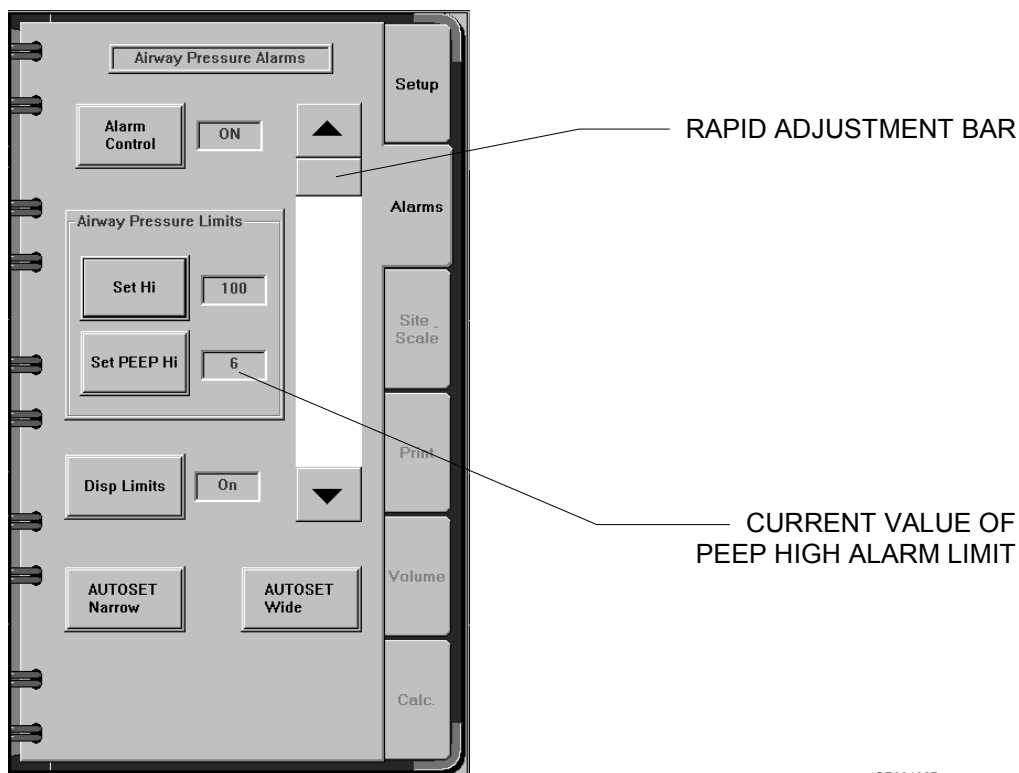 Airway Pressure Alarms
Alarm
Control
ON
Airway Pressure Limits
Set Hi
100
Set PEEP Hi
6
Disp Limits
On
AUTOSET
Narrow
AUTOSET
Wide
Setup
Alarms
Site _
Scale
Print
Volume
Calc.
RAPID ADJUSTMENT BAR
CURRENT VALUE OF
PEEP HIGH ALARM LIMIT